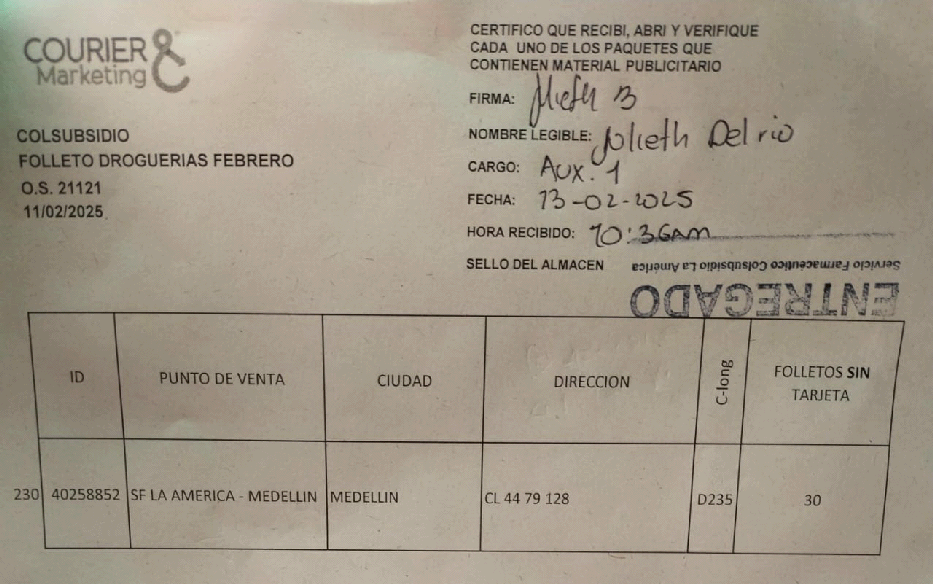 COURIER &
Marketing
COLSUBSIDIO
FOLLETO DROGUERIAS FEBRERO
O.S. 21121
11/02/2025
CERTIFICO QUE RECIBI, ABRI Y VERIFIQUE
CADA UNO DE LOS PAQUETES QUE
CONTIENEN MATERIAL PUBLICITARIO
FIRMA:
NOMBRE LEGIBLE: Jolieth Del rio
CARGO: Aux. 1
FECHA: 13-02-2025
HORA RECIBIDO: 10:36am
SELLO DEL ALMACEN
ENTREGADO
Servicio Farmaceutico Colsubsidio La América
ID PUNTO DE VENTA CIUDAD DIRECCION C-long FOLLETOS SIN TARJETA
230 40258852 SF LA AMERICA - MEDELLIN MEDELLIN CL 44 79 128 D235 30